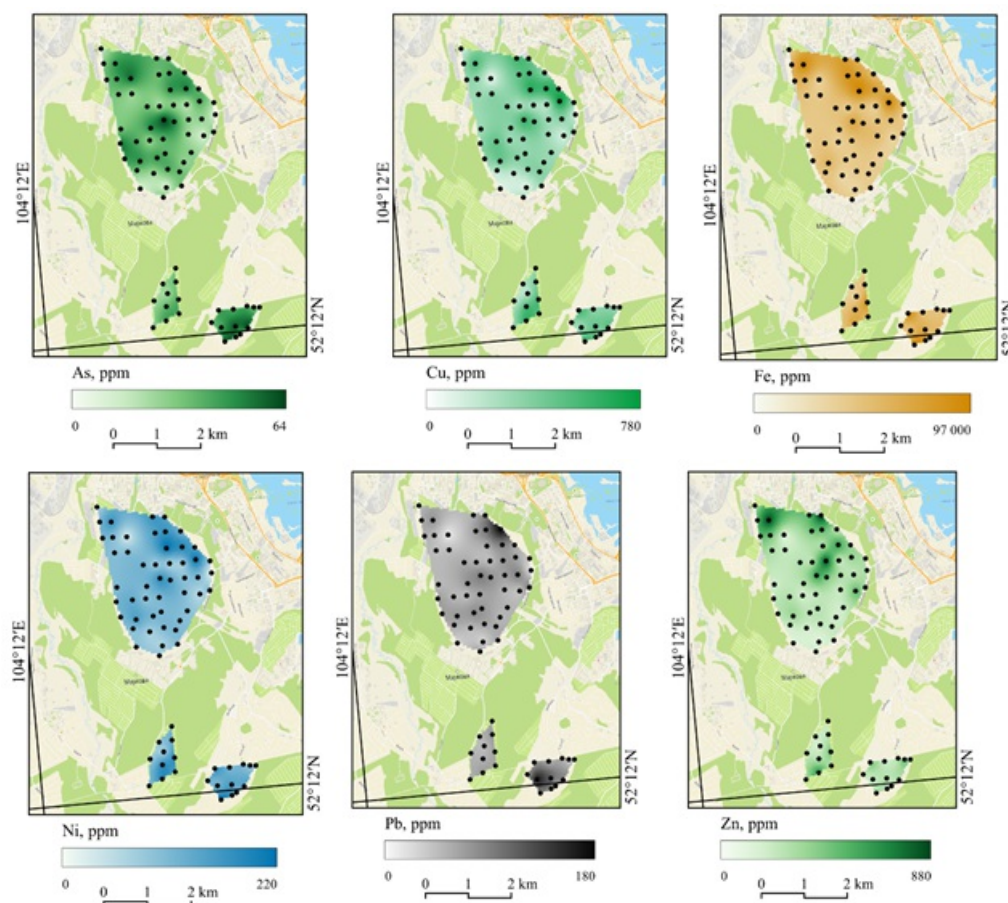 104°12′E
52°12′N
104°12′E
52°12′N
104°12′E
52°12′N
As, ppm
0 64
0 1 2 km
Cu, ppm
0 780
0 1 2 km
Fe, ppm
0 97 000
0 1 2 km
104°12′E
52°12′N
104°12′E
52°12′N
104°12′E
52°12′N
Ni, ppm
0 220
0 1 2 km
Pb, ppm
0 180
0 1 2 km
Zn, ppm
0 880
0 1 2 km